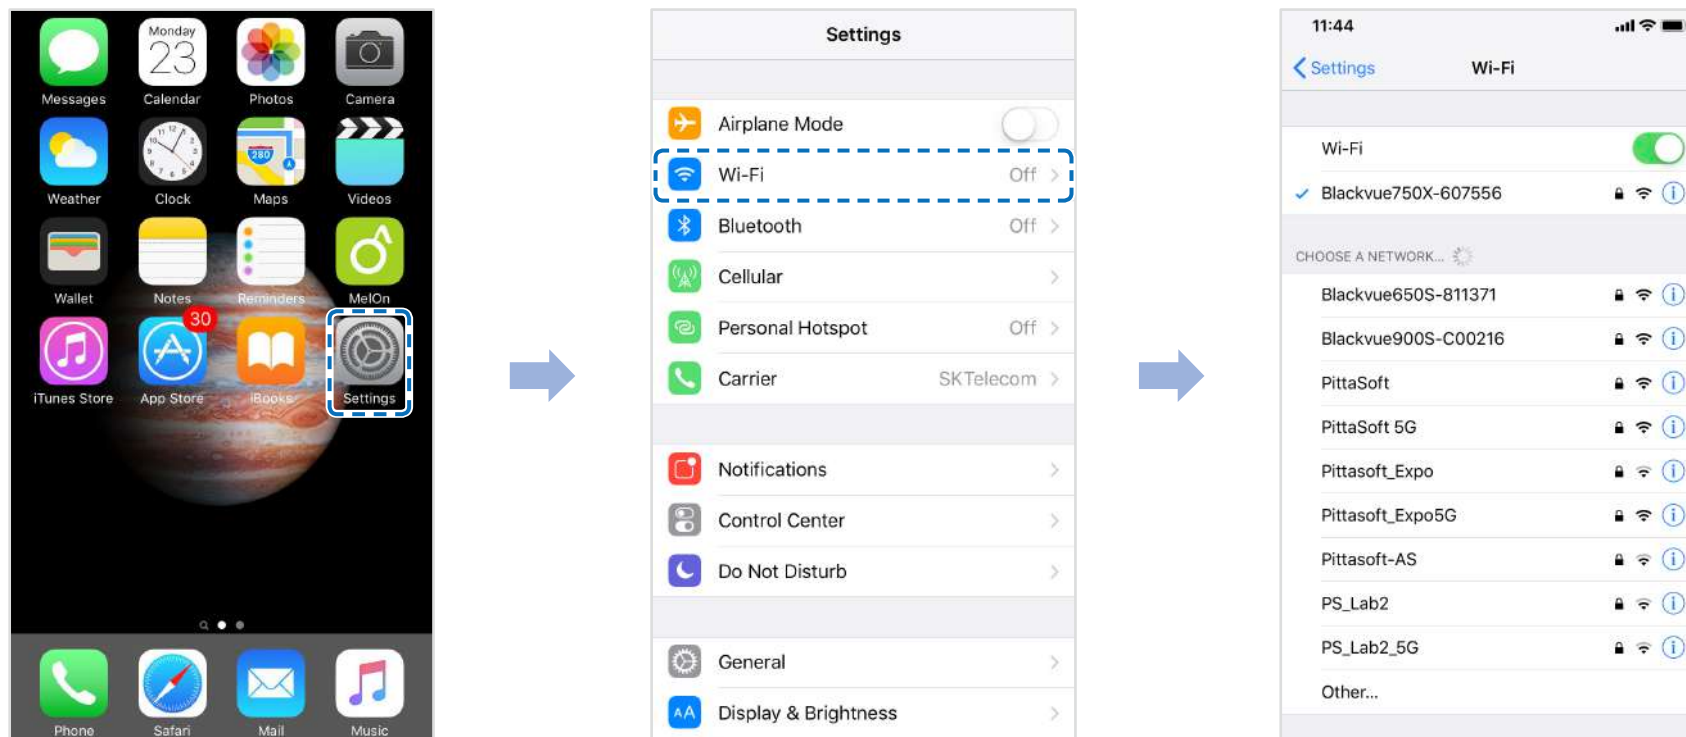 Monday
23
Messages
Calendar
Photos
Camera
280
Weather
Clock
Maps
Videos
Wallet
Notes
Reminders
MelOn
30
iTunes Store
App Store
iBooks
Settings
Phone
Safari
Mail
Music
Settings
Airplane Mode
Wi-Fi Off
Bluetooth Off
Cellular
Personal Hotspot Off
Carrier SKTelecom
Notifications
Control Center
Do Not Disturb
General
AA Display & Brightness
11:44
Settings Wi-Fi
Wi-Fi
Blackvue750X-607556
CHOOSE A NETWORK...
Blackvue650S-811371
Blackvue900S-C00216
PittaSoft
PittaSoft 5G
Pittasoft_Expo
Pittasoft_Expo5G
Pittasoft-AS
PS_Lab2
PS_Lab2_5G
Other...